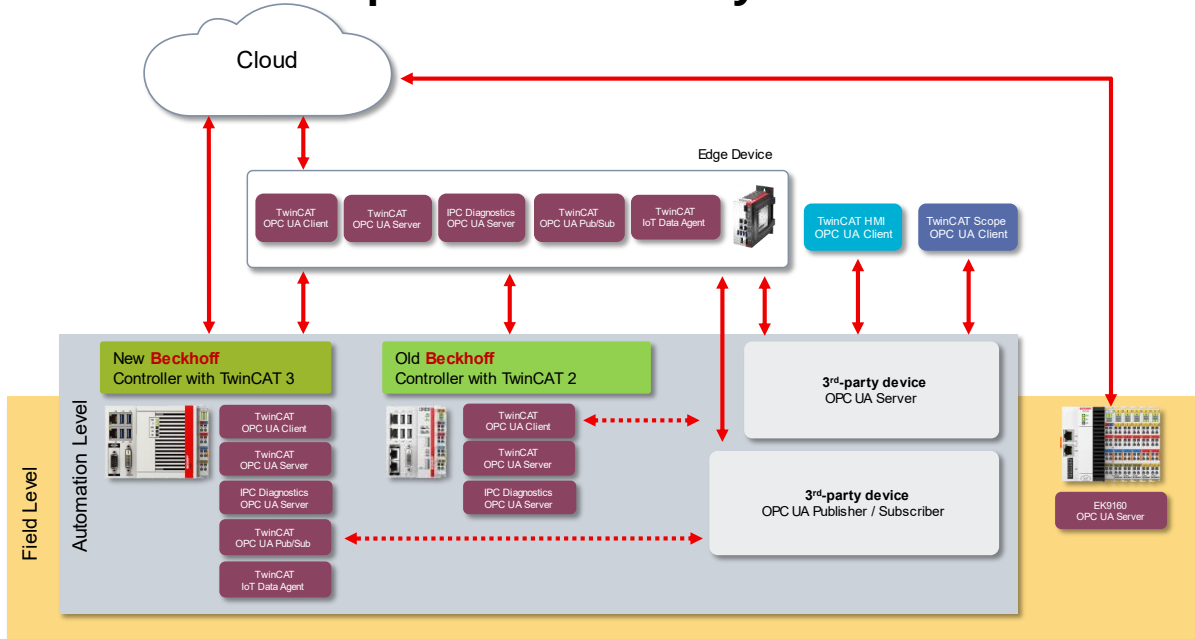 Cloud
Edge Device
TwinCAT
OPC UA Client
TwinCAT
OPC UA Server
IPC Diagnostics
OPC UA Server
TwinCAT
OPC UA Pub/Sub
TwinCAT
IoT Data Agent
TwinCAT HMI
OPC UA Client
TwinCAT Scope
OPC UA Client
New Beckhoff
Controller with TwinCAT 3
Old Beckhoff
Controller with TwinCAT 2
3rd-party device
OPC UA Server
TwinCAT
OPC UA Client
TwinCAT
OPC UA Server
IPC Diagnostics
OPC UA Server
TwinCAT
OPC UA Pub/Sub
TwinCAT
IoT Data Agent
TwinCAT
OPC UA Client
TwinCAT
OPC UA Server
IPC Diagnostics
OPC UA Server
3rd-party device
OPC UA Publisher / Subscriber
EK9160
OPC UA Server
Automation Level
Field Level